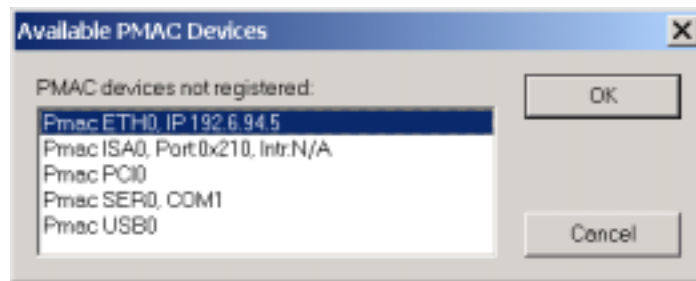 Available PMAC Devices
PMAC devices not registered:
OK
Pmac ETH0, IP 192.6.94.5
Pmac ISA0, Port:0x210, Intr:N/A
Pmac PCI0
Pmac SER0, COM1
Pmac USB0
Cancel